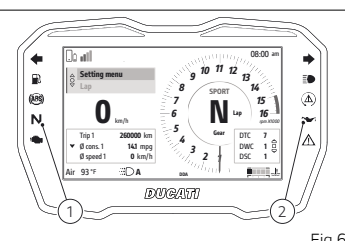 08:00 am
Setting menu
Lap
0 km/h
Trip 1 260000 km
Ø cons. 1 141 mpg
Ø speed 1 0 km/h
Air 93 °F
A
DDA
1
2
3
4
5
6
7
8
9
10
11
12
13
14
15
16
rpm X1000
SPORT
N
Lap
Gear
DTC 7
DWC 1
DSC 1
ABS
N
DUCATI
1
2
Fig 6